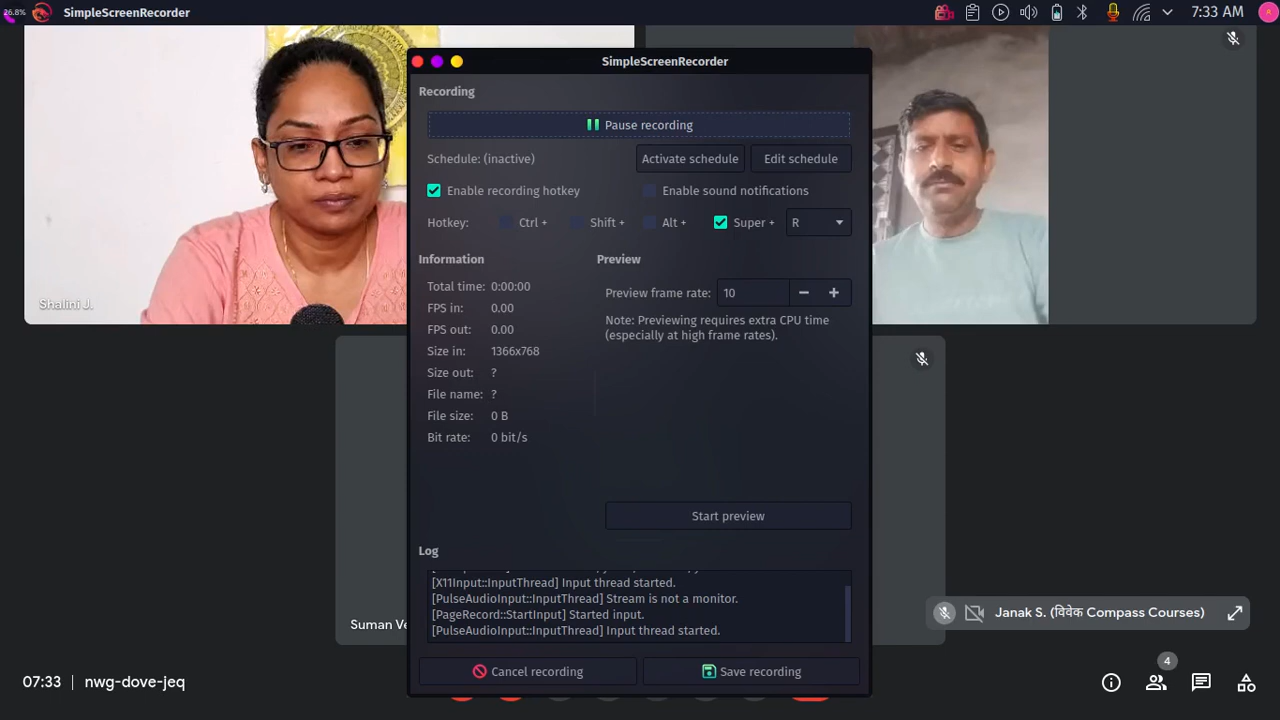 26.8%
SimpleScreenRecorder
7:33 AM
SimpleScreenRecorder
Recording
Pause recording
Schedule: (inactive)
Activate schedule
Edit schedule
Enable recording hotkey
Enable sound notifications
Hotkey:
Ctrl +
Shift +
Alt +
Super +
R
Information
Preview
Total time: 0:00:00
Preview frame rate: 10
FPS in: 0.00
Note: Previewing requires extra CPU time
(especially at high frame rates).
FPS out: 0.00
Size in: 1366x768
Size out: ?
File name: ?
File size: 0 B
Bit rate: 0 bit/s
Start preview
Log
[X11Input::InputThread] Input thread started.
[PulseAudioInput::InputThread] Stream is not a monitor.
[PageRecord::StartInput] Started input.
[PulseAudioInput::InputThread] Input thread started.
Cancel recording
Save recording
Shalini J.
Suman Ve
Janak S. (विवेक Compass Courses)
07:33 | nwg-dove-jeq
4